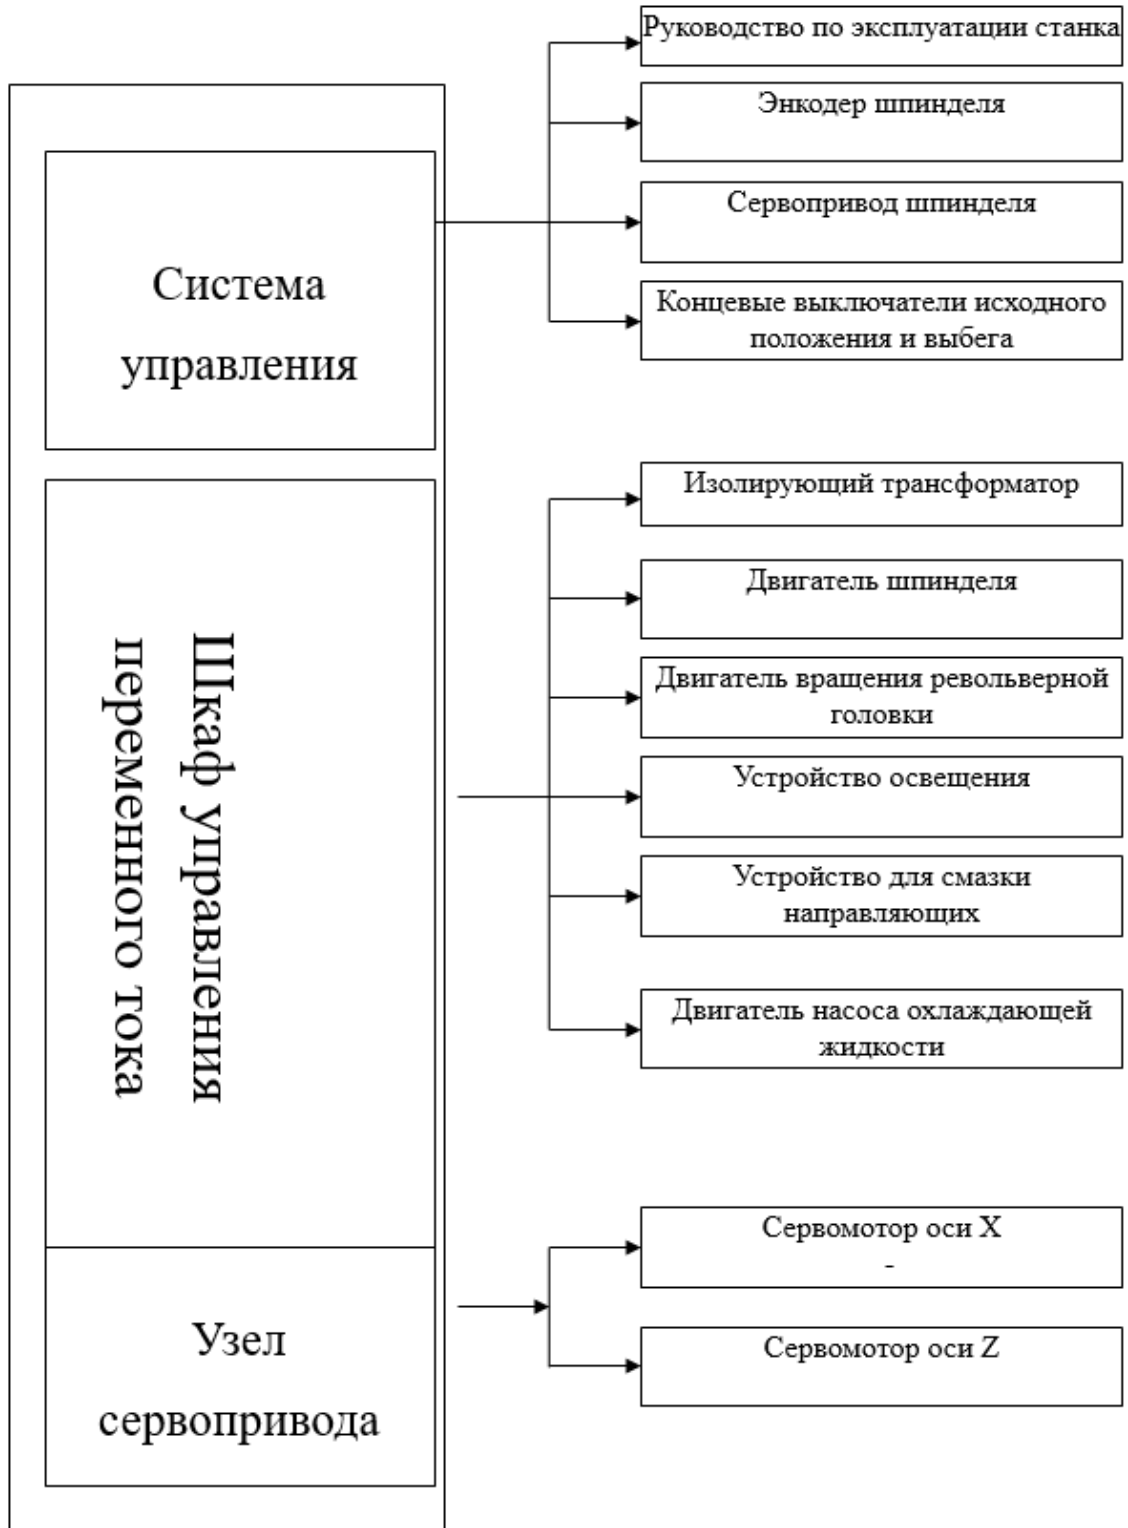 Руководство по эксплуатации станка
Энкодер шпинделя
Сервопривод шпинделя
Концевые выключатели исходного
положения и выбега
Система
управления
Изолирующий трансформатор
Двигатель шпинделя
Двигатель вращения револьверной
головки
Устройство освещения
Устройство для смазки
направляющих
Двигатель насоса охлаждающей
жидкости
Шкаф управления
переменного тока
Сервомотор оси X
-
Сервомотор оси Z
Узел
сервопривода